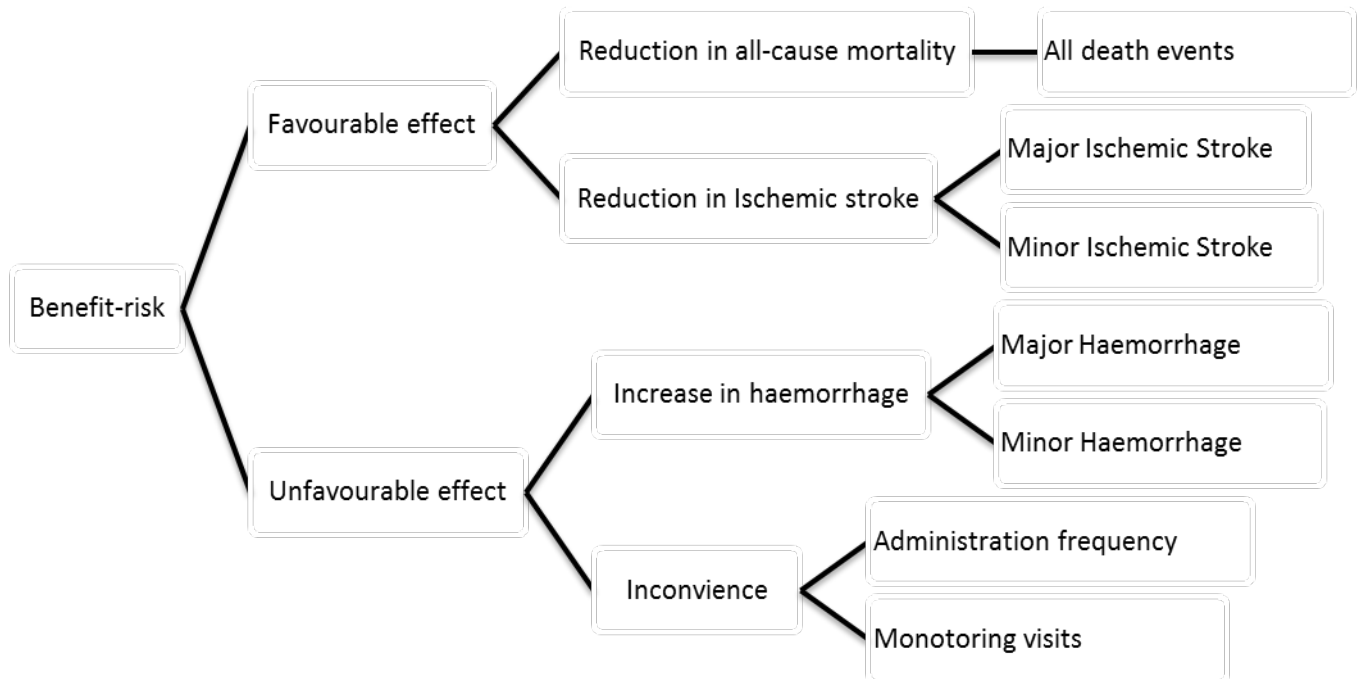 Benefit-risk
Favourable effect
Reduction in all-cause mortality
All death events
Reduction in Ischemic stroke
Major Ischemic Stroke
Minor Ischemic Stroke
Unfavourable effect
Increase in haemorrhage
Major Haemorrhage
Minor Haemorrhage
Inconvience
Administration frequency
Monotoring visits